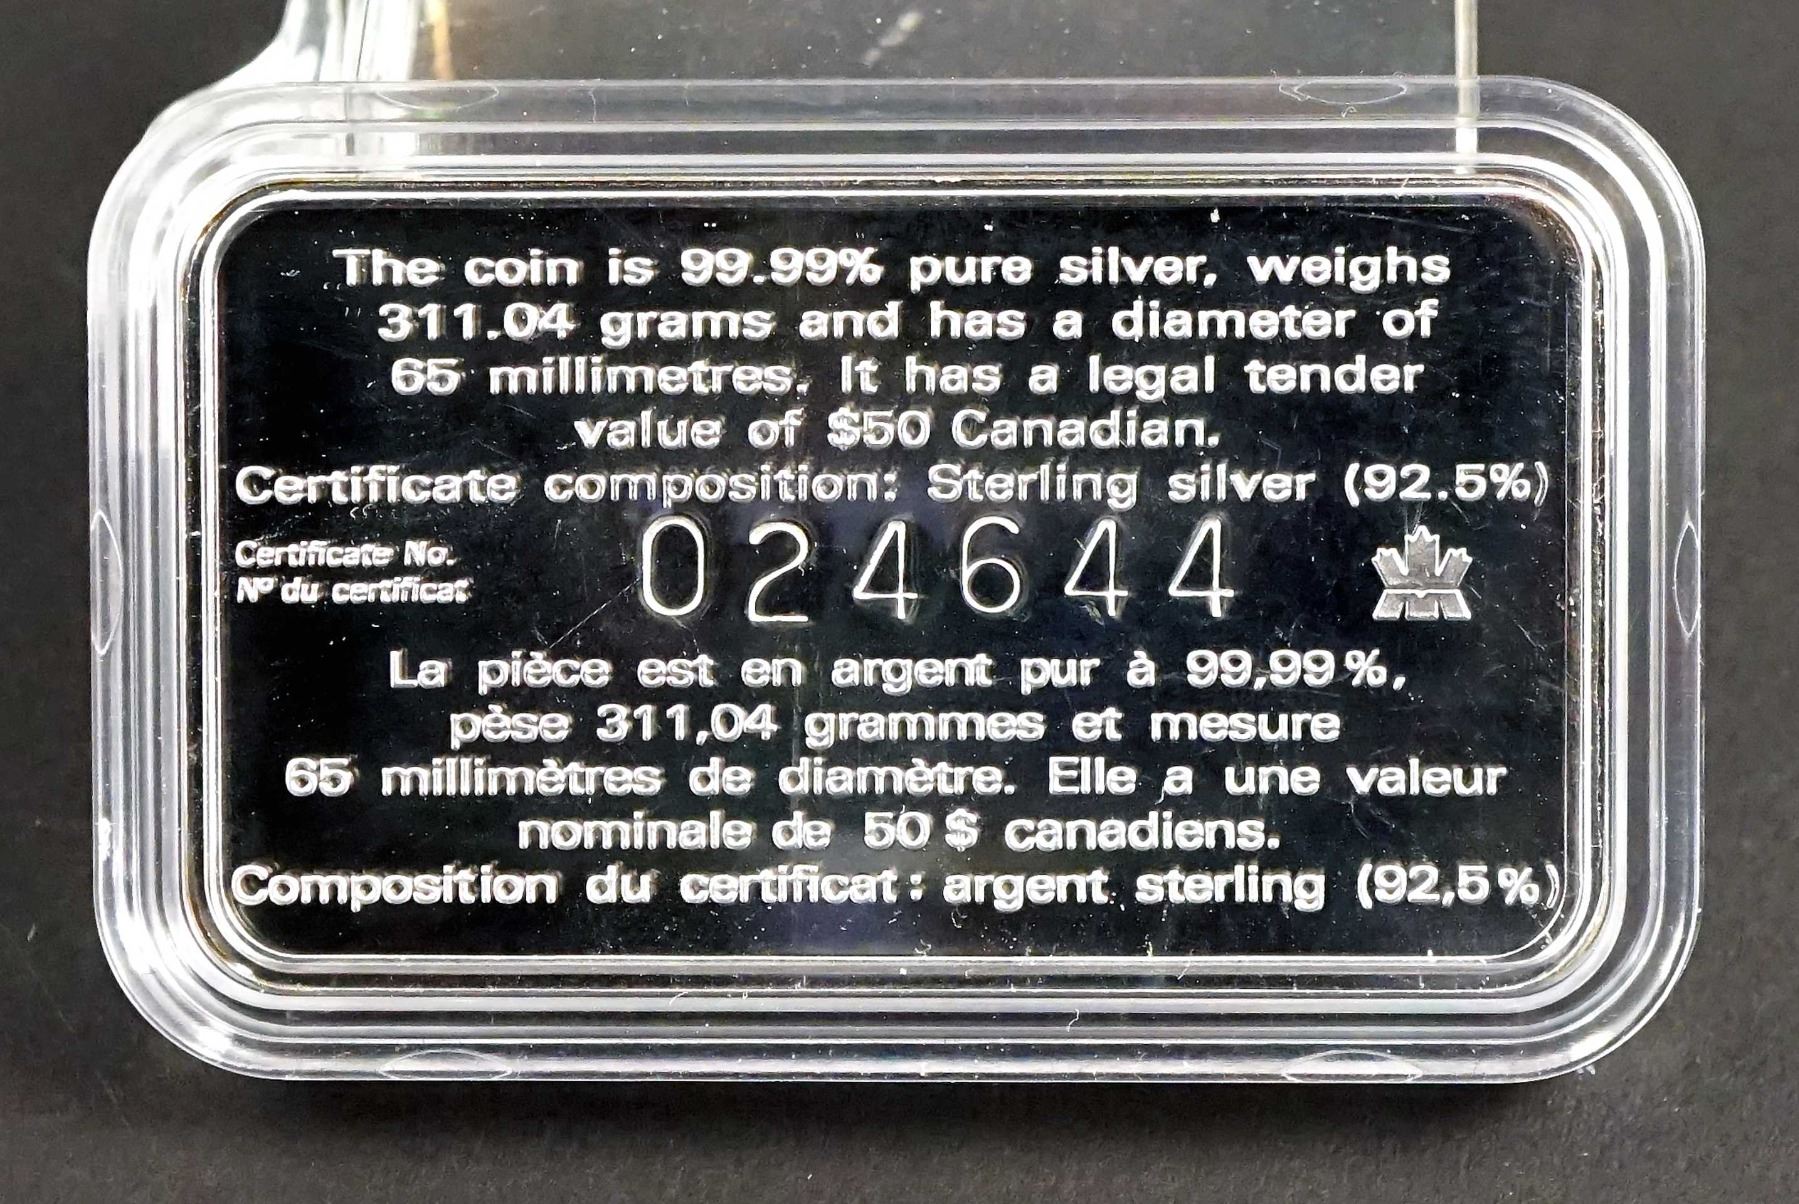 The coin is 99.99% pure silver, weighs
311.04 grams and has a diameter of
65 millimetres. It has a legal tender
value of $50 Canadian.
Certificate composition: Sterling silver (92.5%)
Certificate No.
Nº du certificat
024644
La pièce est en argent pur à 99,99 %,
pèse 311,04 grammes et mesure
65 millimètres de diamètre. Elle a une valeur
nominale de 50 $ canadiens.
Composition du certificat : argent sterling (92,5 %)